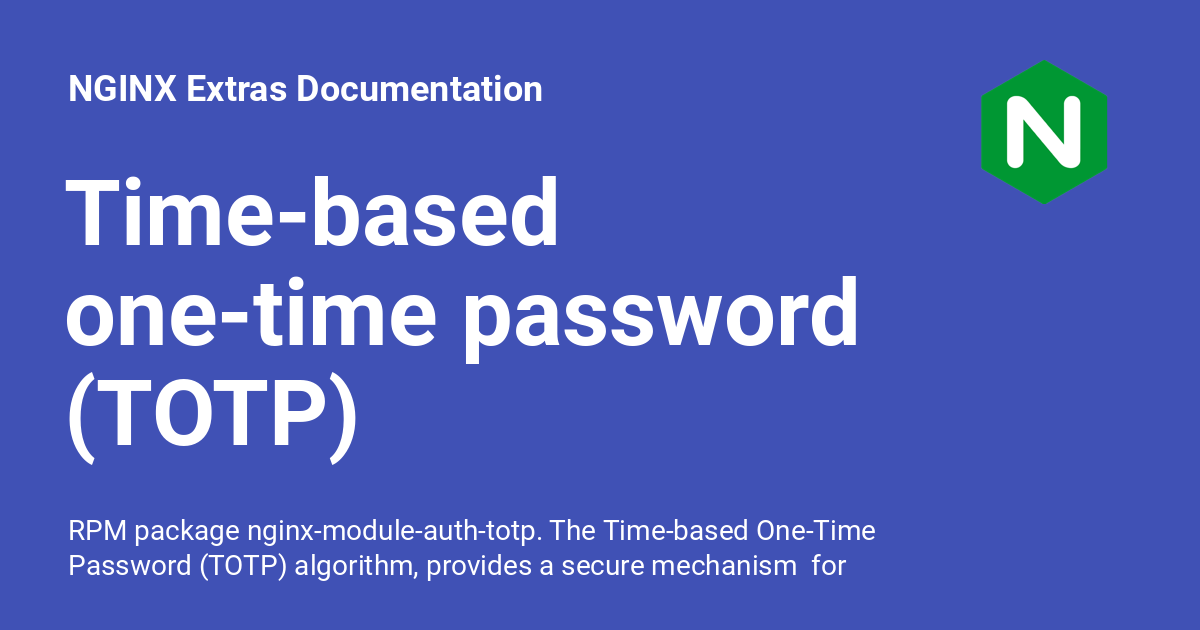 NGINX Extras Documentation
N
Time-based
one-time password
(TOTP)
RPM package nginx-module-auth-totp. The Time-based One-Time
Password (TOTP) algorithm, provides a secure mechanism  for